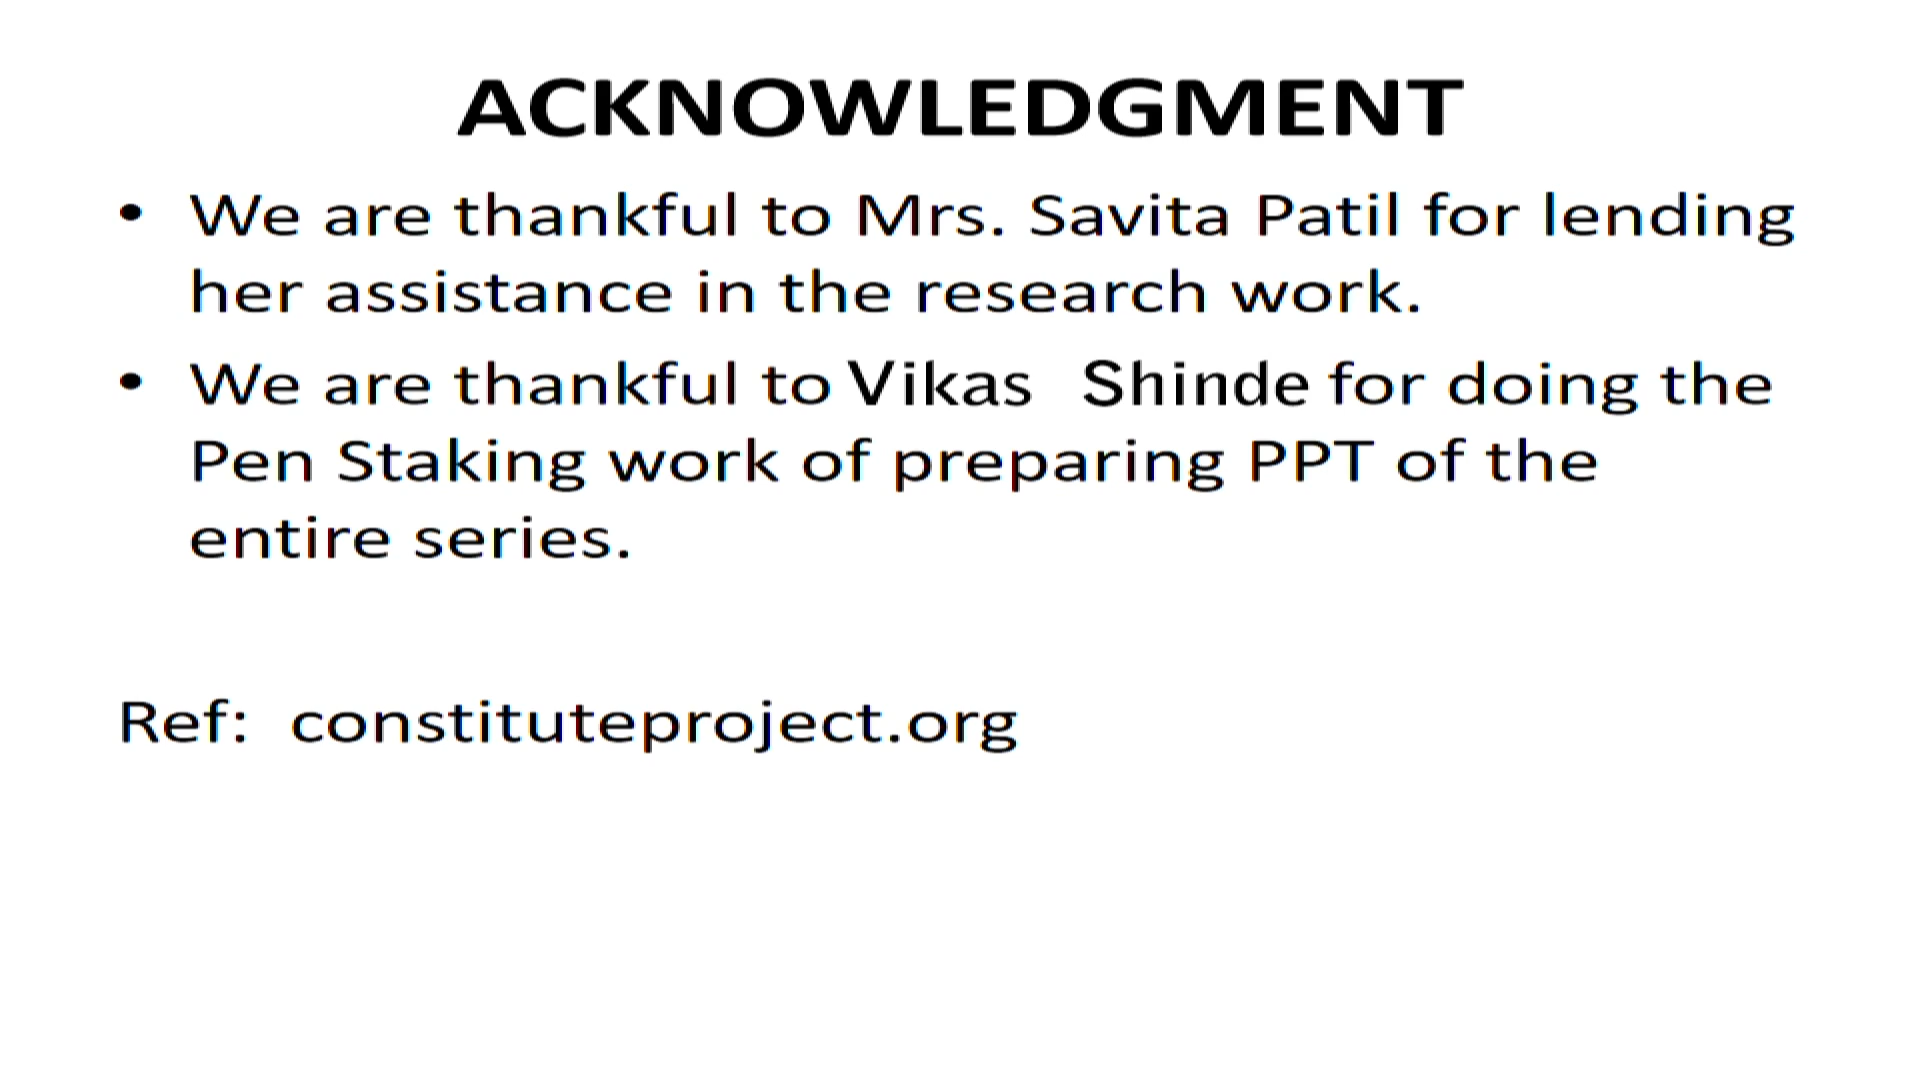 ACKNOWLEDGMENT
• We are thankful to Mrs. Savita Patil for lending
her assistance in the research work.
• We are thankful to Vikas Shinde for doing the
Pen Staking work of preparing PPT of the
entire series.
Ref: constituteproject.org